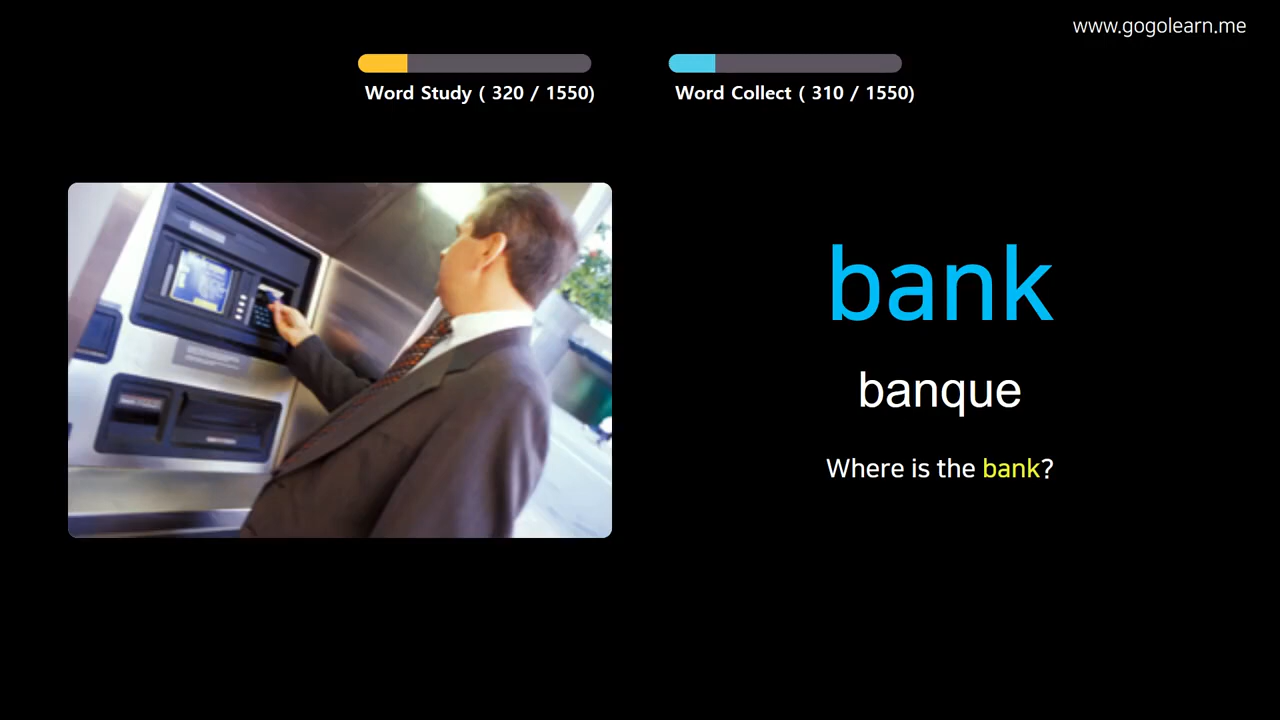 www.gogolearn.me
Word Study ( 320 / 1550)
Word Collect ( 310 / 1550)
bank
banque
Where is the bank?